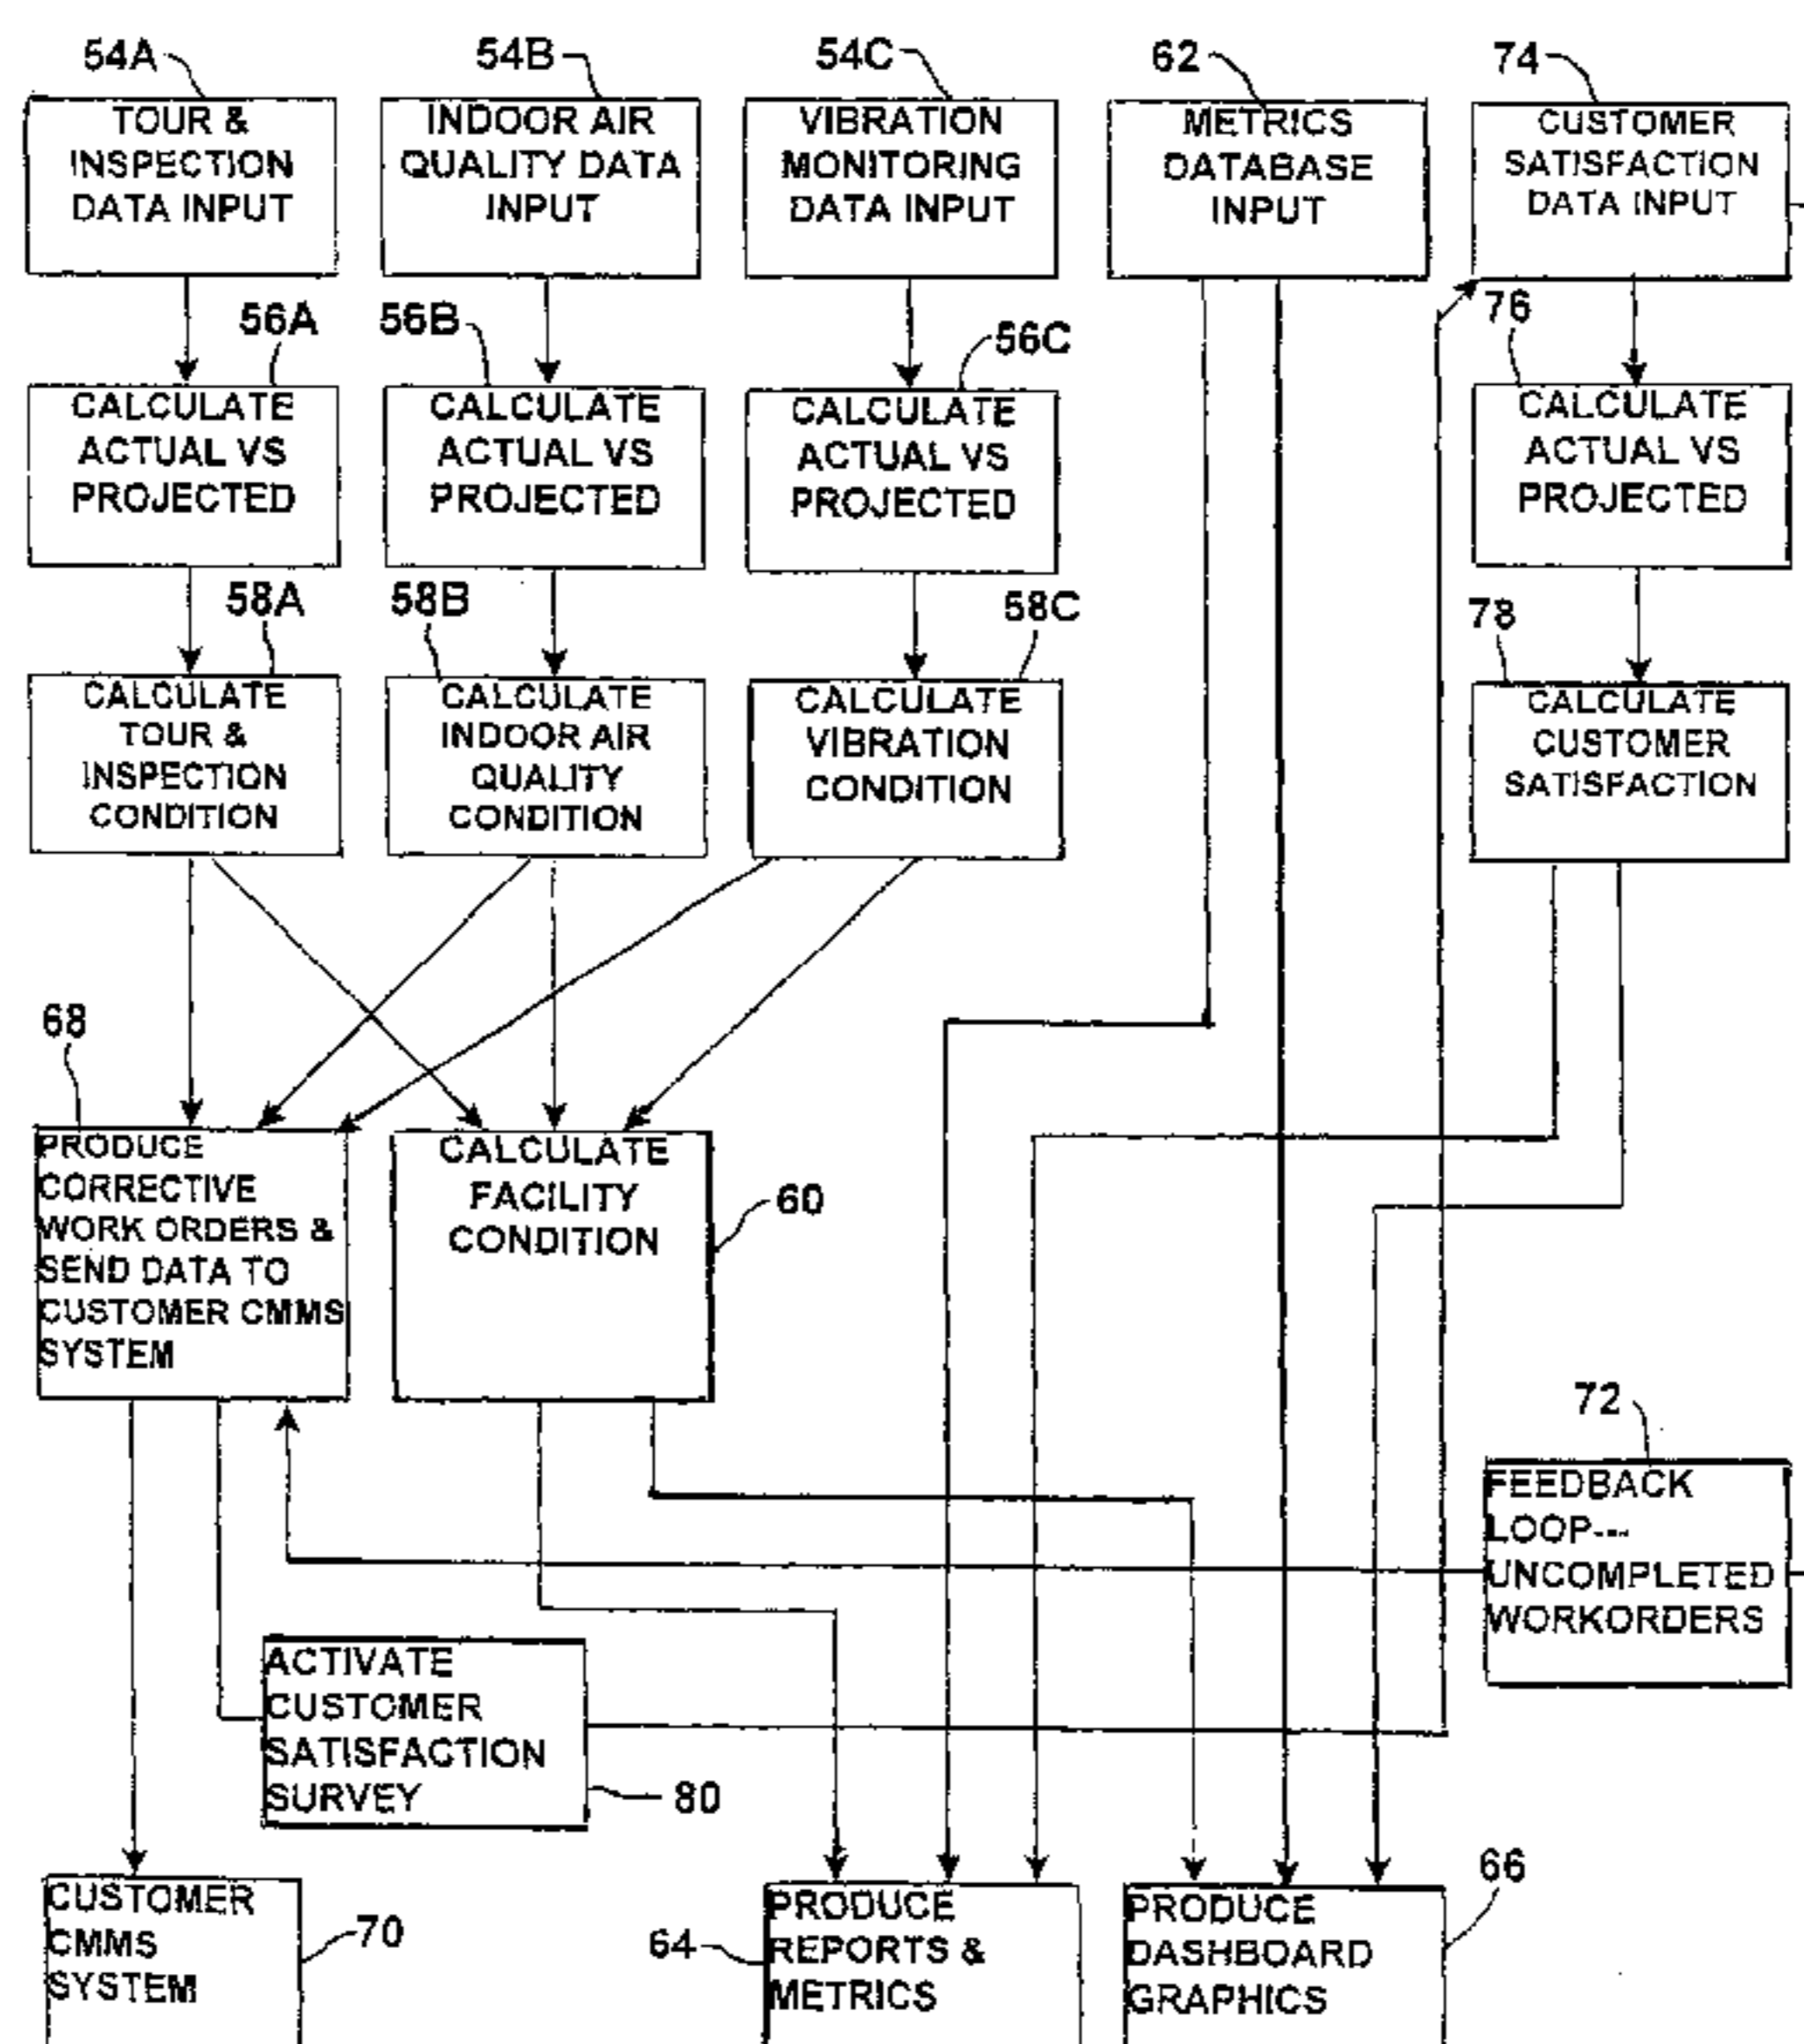 54A
54B
54C
62
74
TOUR &
INSPECTION
DATA INPUT
INDOOR AIR
QUALITY DATA
INPUT
VIBRATION
MONITORING
DATA INPUT
METRICS
DATABASE
INPUT
CUSTOMER
SATISFACTION
DATA INPUT
56A
56B
56C
76
CALCULATE
ACTUAL VS
PROJECTED
CALCULATE
ACTUAL VS
PROJECTED
CALCULATE
ACTUAL VS
PROJECTED
CALCULATE
ACTUAL VS
PROJECTED
58A
58B
58C
78
CALCULATE
TOUR &
INSPECTION
CONDITION
CALCULATE
INDOOR AIR
QUALITY
CONDITION
CALCULATE
VIBRATION
CONDITION
CALCULATE
CUSTOMER
SATISFACTION
68
PRODUCE
CORRECTIVE
WORK ORDERS &
SEND DATA TO
CUSTOMER CMMS
SYSTEM
CALCULATE
FACILITY
CONDITION
60
72
FEEDBACK
LOOP---
UNCOMPLETED
WORKORDERS
ACTIVATE
CUSTOMER
SATISFACTION
SURVEY
80
CUSTOMER
CMMS
SYSTEM
70
64
PRODUCE
REPORTS &
METRICS
PRODUCE
DASHBOARD
GRAPHICS
66